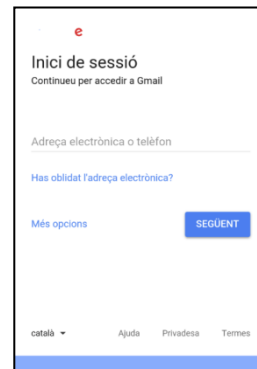 e
Inici de sessió
Continueu per accedir a Gmail
Adreça electrònica o telèfon
Has oblidat l'adreça electrònica?
Més opcions
SEGÜENT
català
Ajuda
Privadesa
Termes